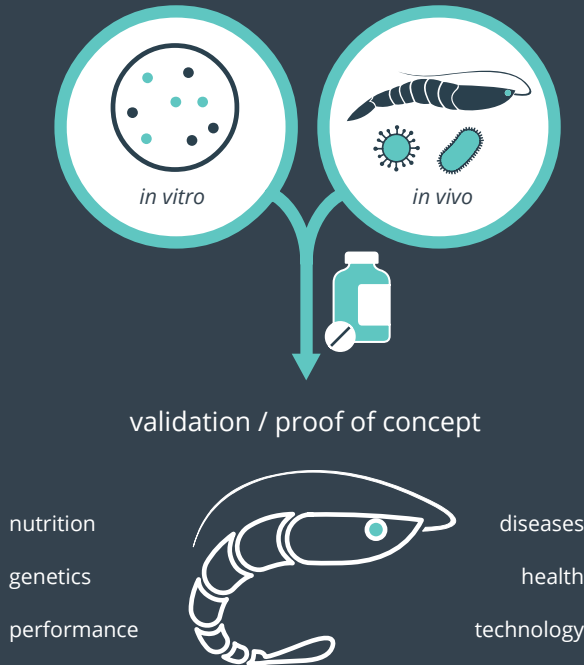 in vitro
in vivo
validation / proof of concept
nutrition
diseases
genetics
health
performance
technology